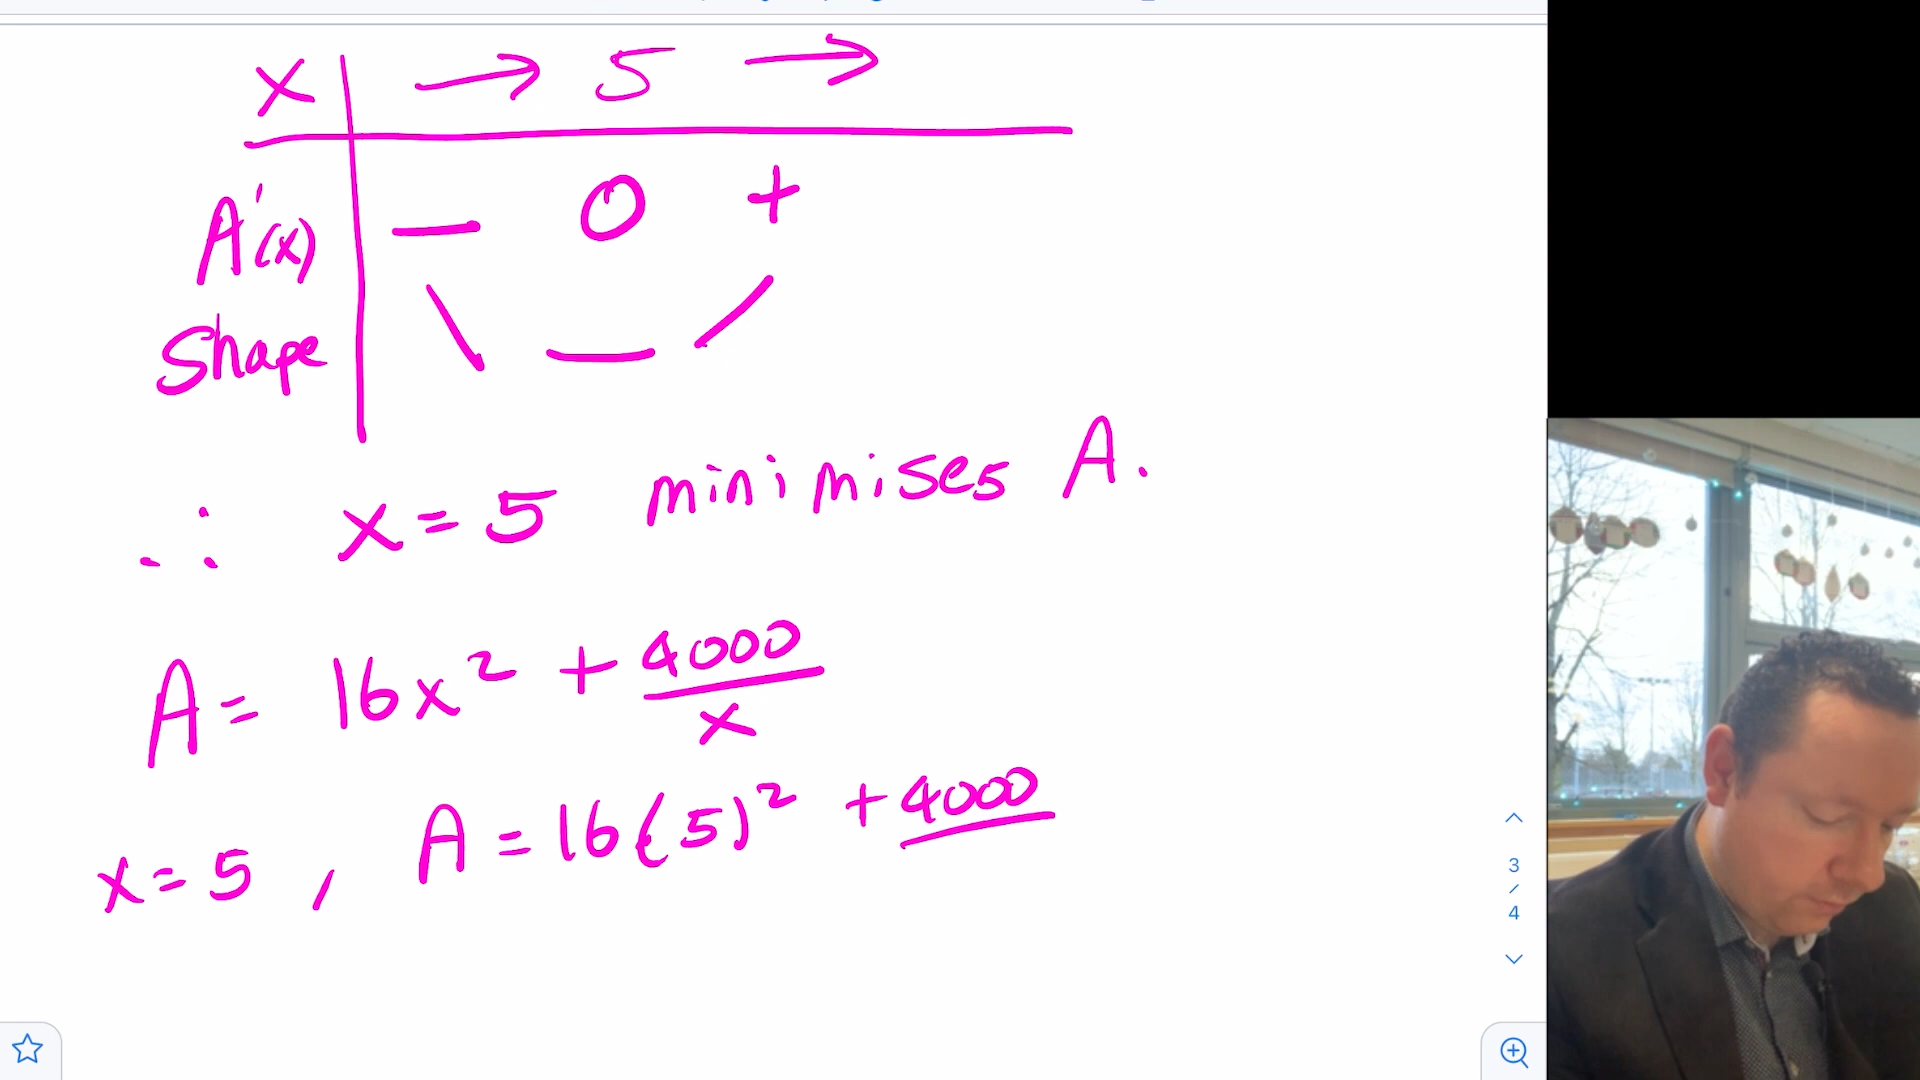 x → 5 →
A'(x) — 0 +
Shape \ _ /
∴ x = 5 minimises A.
A = 16x² + 4000/x
x = 5 , A = 16(5)² + 4000
3
/
4